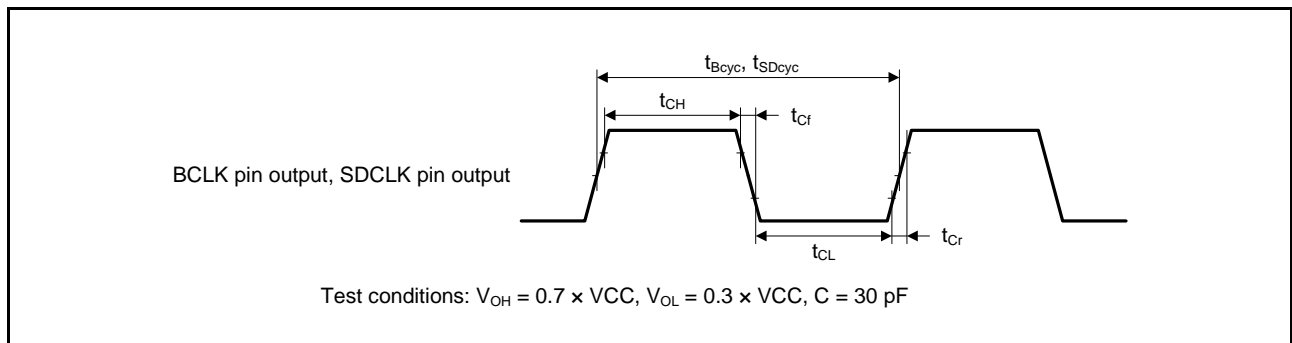 tBcyc, tSDcyc
tCH
tCf
BCLK pin output, SDCLK pin output
tCL
tCr
Test conditions: VOH = 0.7 × VCC, VOL = 0.3 × VCC, C = 30 pF